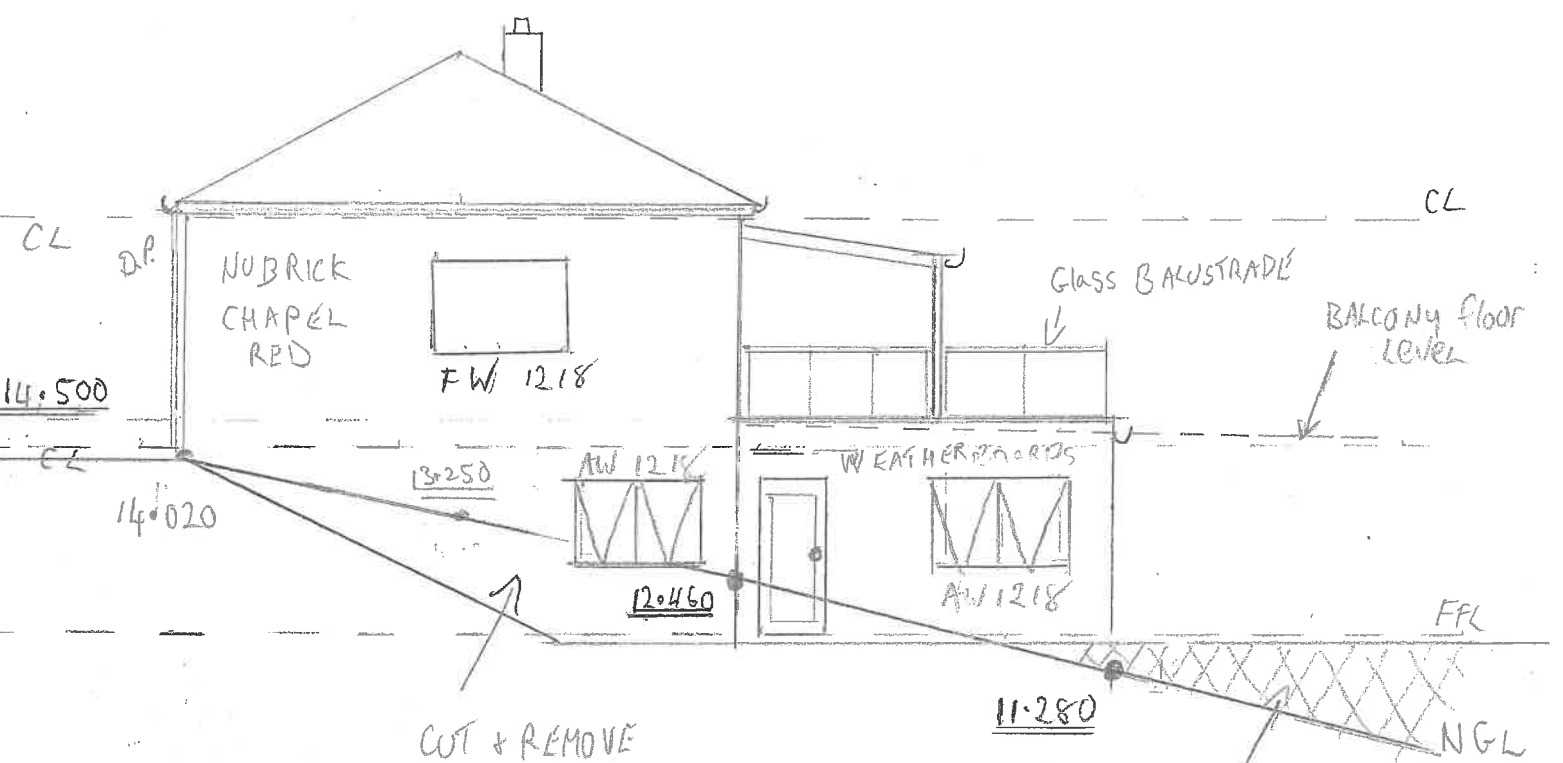 CL
CL
D.P.
NUBRICK
CHAPEL
RED
Glass BALUSTRADE
BALCONY floor
LEVEL
FW 1218
14.500
CL
13.250
AW 1218
WEATHERBOARDS
14.020
12.460
AW 1218
FFL
11.280
CUT & REMOVE
NGL